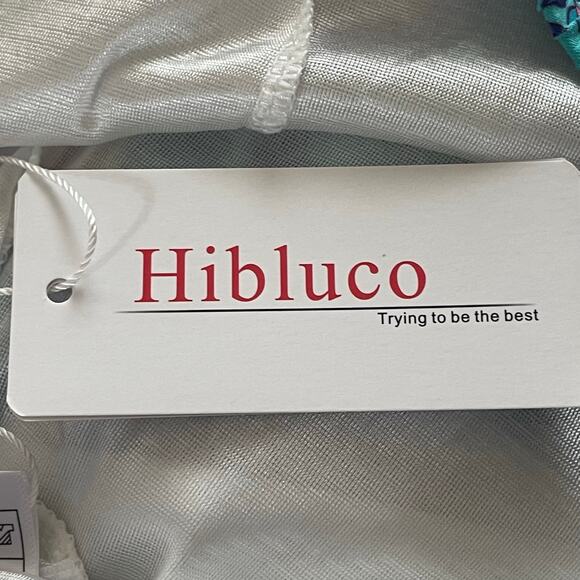 Hibluco
Trying to be the best